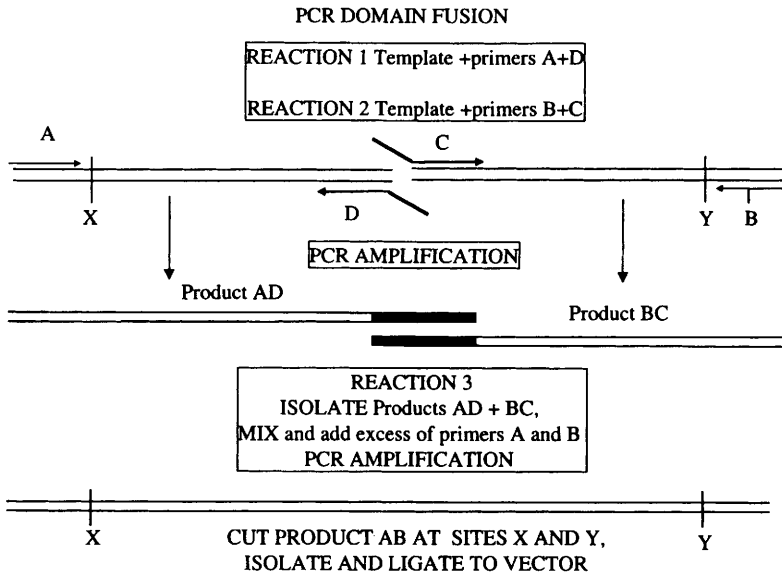 PCR DOMAIN FUSION
REACTION 1 Template +primers A+D
REACTION 2 Template +primers B+C
A
C
X
D
Y
B
PCR AMPLIFICATION
Product AD
Product BC
REACTION 3
ISOLATE Products AD + BC,
MIX and add excess of primers A and B
PCR AMPLIFICATION
X
Y
CUT PRODUCT AB AT SITES X AND Y,
ISOLATE AND LIGATE TO VECTOR